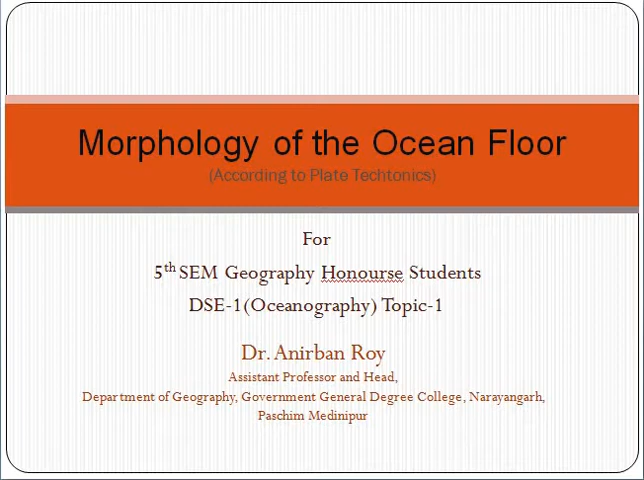 Morphology of the Ocean Floor
(According to Plate Techtonics)
For
5th SEM Geography Honourse Students
DSE-1(Oceanography) Topic-1
Dr. Anirban Roy
Assistant Professor and Head,
Department of Geography, Government General Degree College, Narayangarh,
Paschim Medinipur